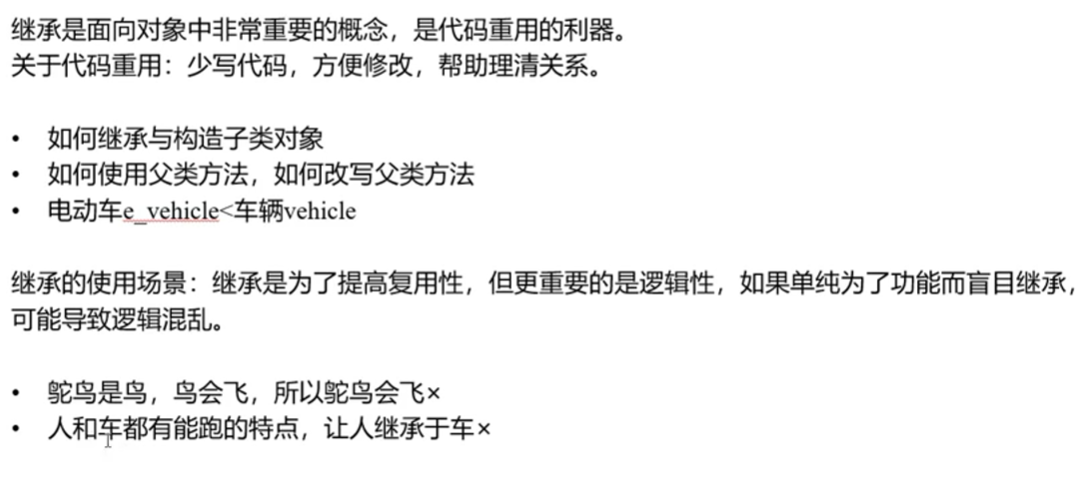 继承是面向对象中非常重要的概念，是代码重用的利器。
关于代码重用：少写代码，方便修改，帮助理清关系。
• 如何继承与构造子类对象
• 如何使用父类方法，如何改写父类方法
• 电动车e_vehicle<车辆vehicle
继承的使用场景：继承是为了提高复用性，但更重要的是逻辑性，如果单纯为了功能而盲目继承，
可能导致逻辑混乱。
• 鸵鸟是鸟，鸟会飞，所以鸵鸟会飞×
• 人和车都有能跑的特点，让人继承于车×